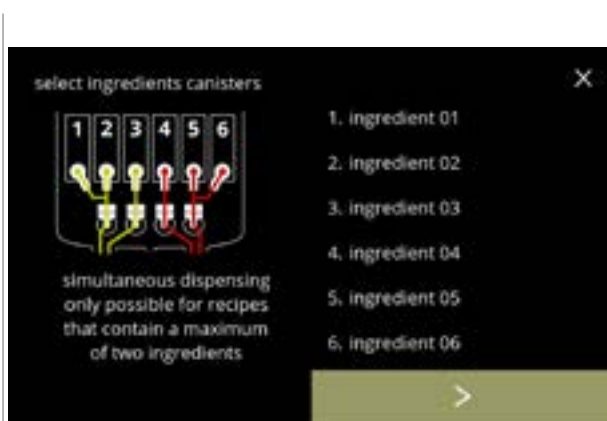 select ingredients canisters
1 2 3 4 5 6
simultaneous dispensing
only possible for recipes
that contain a maximum
of two ingredients
1. ingredient 01
2. ingredient 02
3. ingredient 03
4. ingredient 04
5. ingredient 05
6. ingredient 06